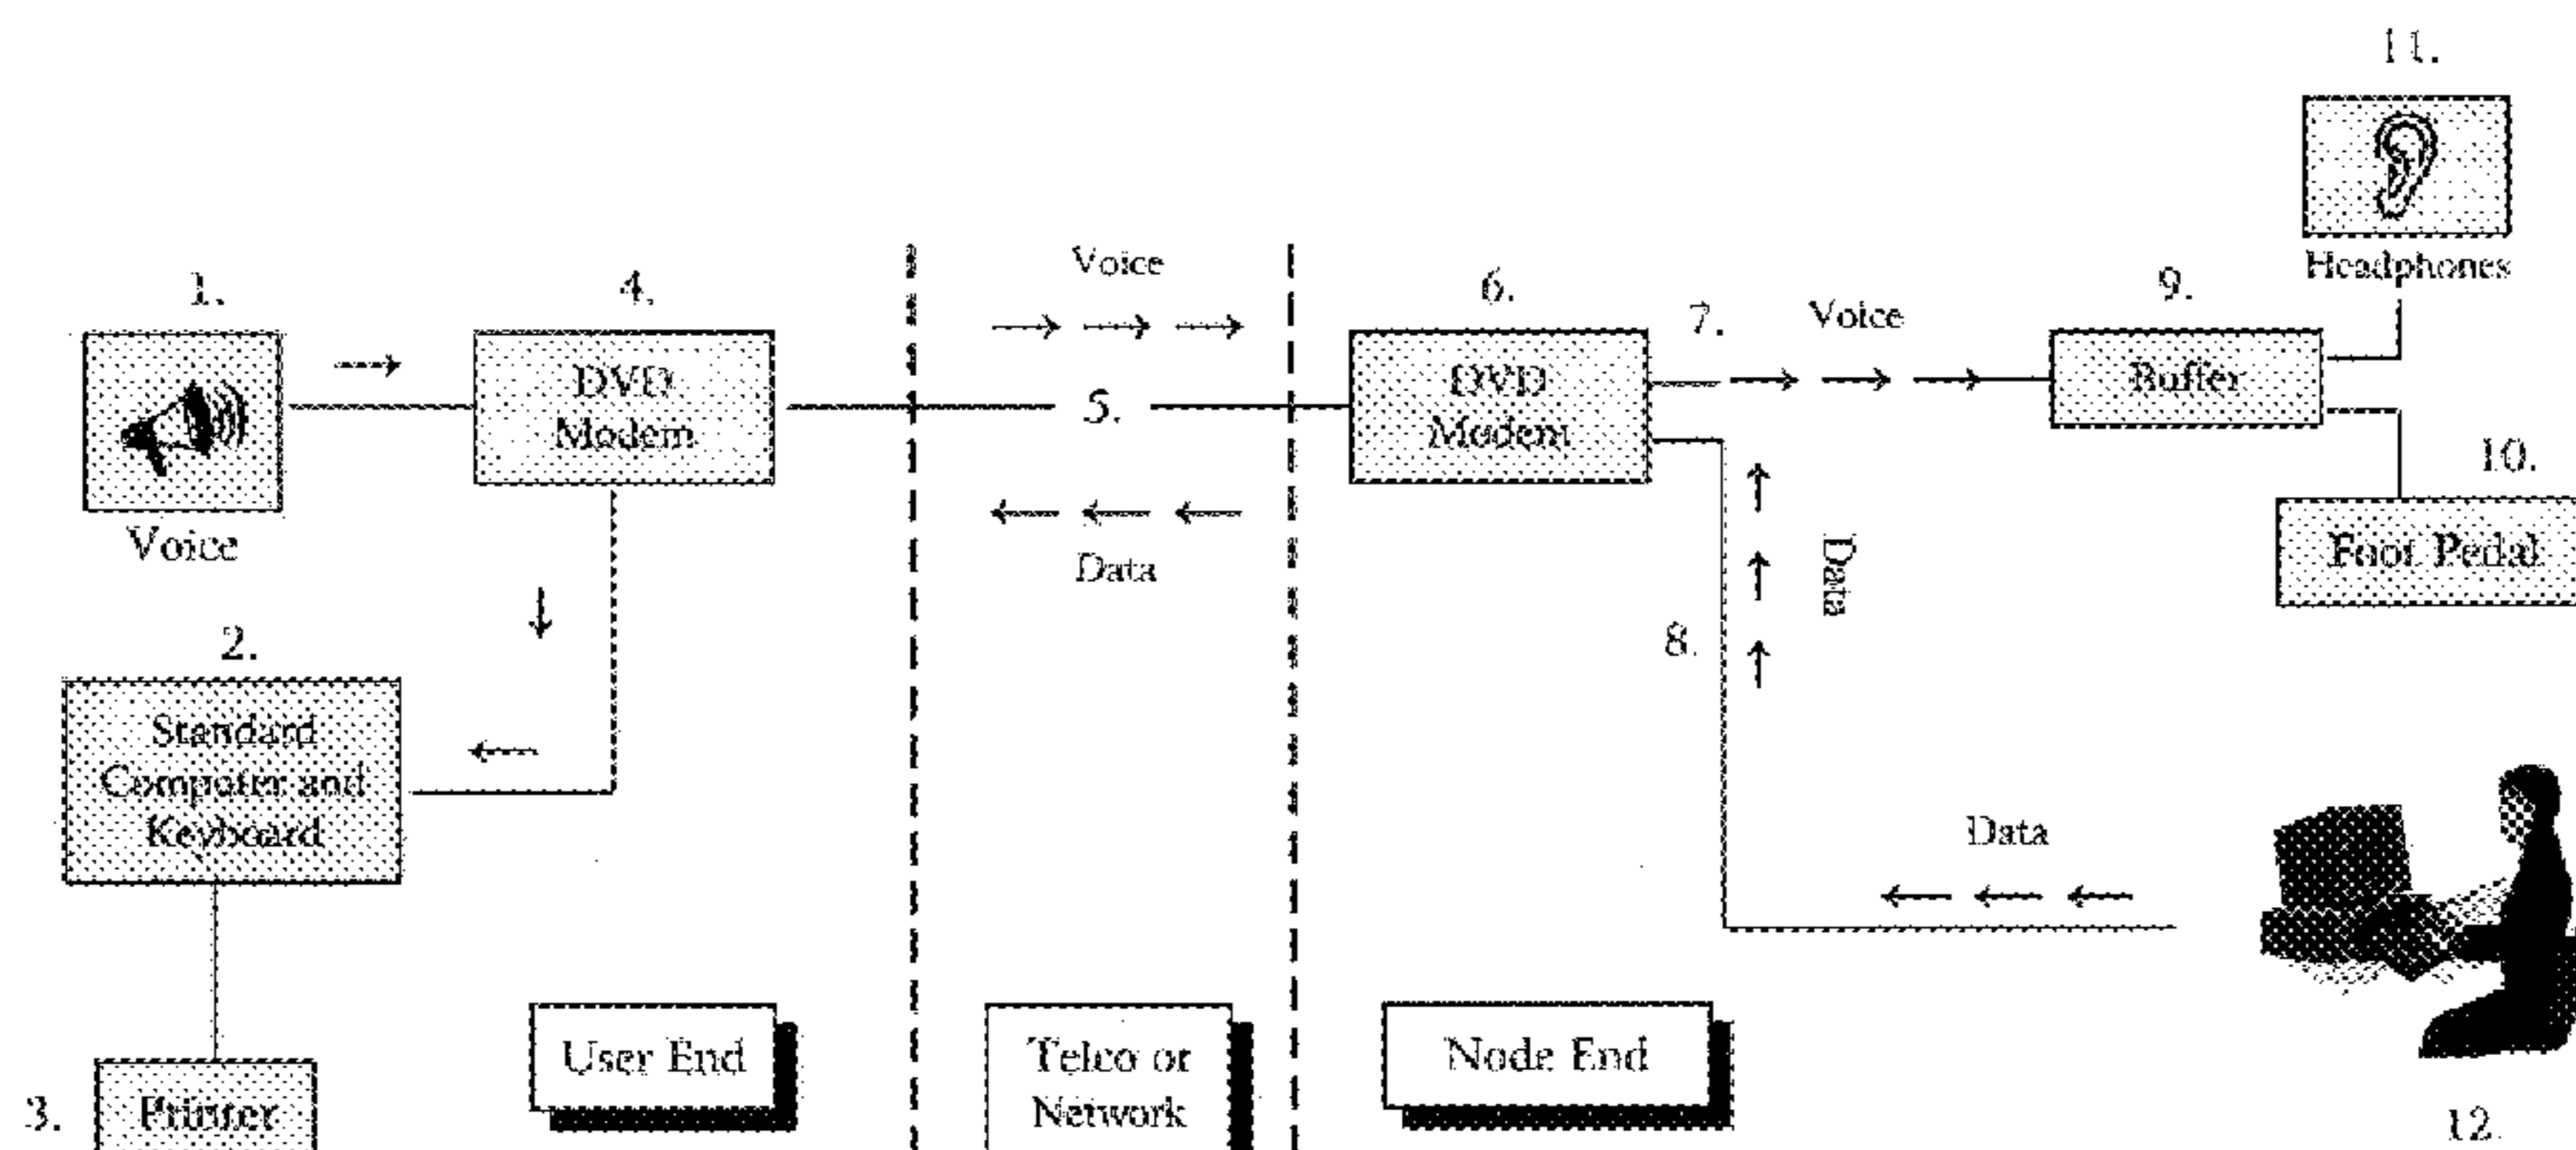 11.
Headphones
1.
Voice
4.
DVD
Modem
Voice
5.
Data
6.
DVD
Modem
7.
Voice
9.
Buffer
10.
Foot Pedal
8.
Data
2.
Standard
Computer and
Keyboard
3.
Printer
User End
Telco or
Network
Node End
Data
12.